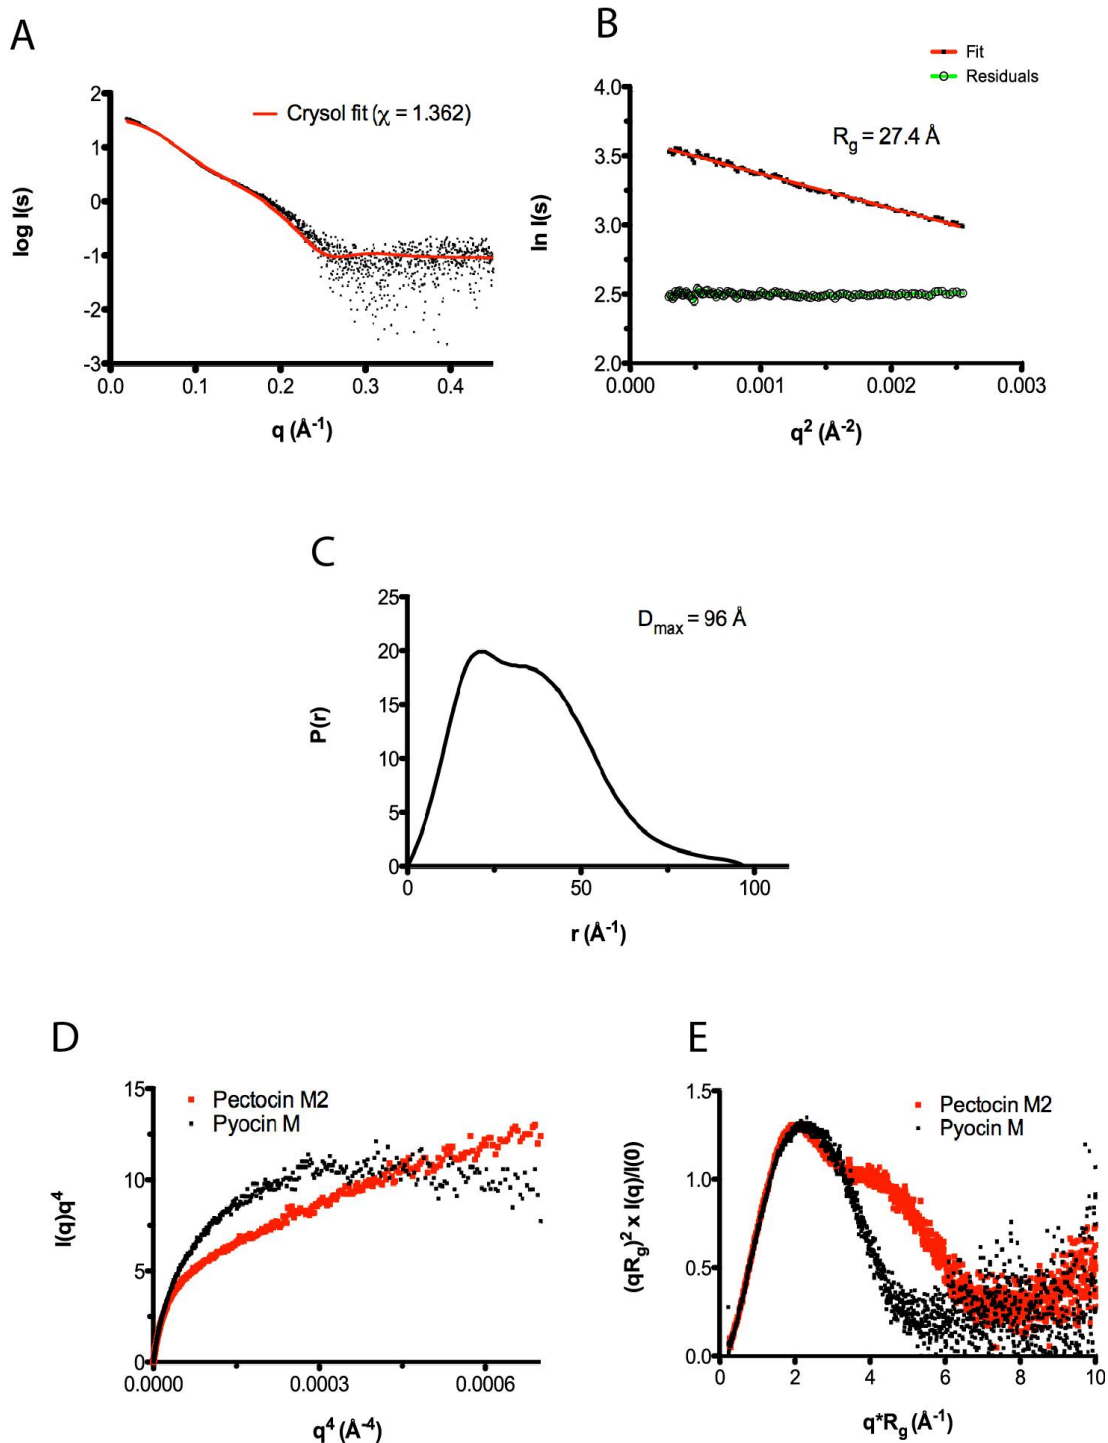 A
2
1
0
-1
-2
-3
0.0
0.1
0.2
0.3
0.4
log I(s)
q (Å⁻¹)
Crysol fit (χ = 1.362)
B
Fit
Residuals
4.0
3.5
3.0
2.5
2.0
0.000
0.001
0.002
0.003
ln I(s)
q² (Å⁻²)
Rg = 27.4 Å
C
25
20
15
10
5
0
0
50
100
P(r)
r (Å⁻¹)
Dmax = 96 Å
D
Pectocin M2
Pyocin M
15
10
5
0
0.0000
0.0003
0.0006
I(q)q⁴
q⁴ (Å⁻⁴)
E
Pectocin M2
Pyocin M
1.5
1.0
0.5
0.0
0
2
4
6
8
10
(qRg)² x I(q)/I(0)
q*Rg (Å⁻¹)